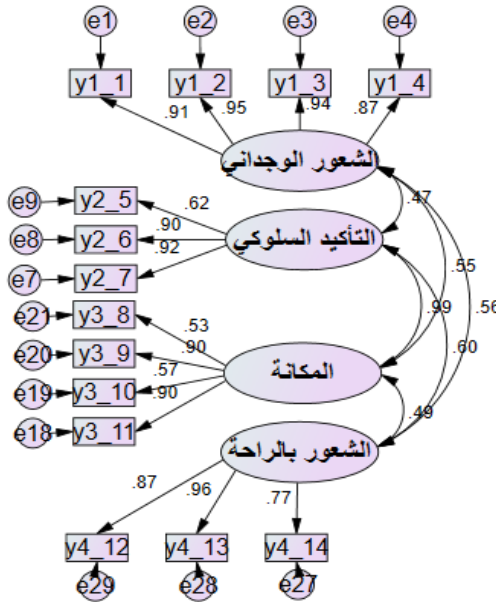 e1 e2 e3 e4
y1_1 y1_2 y1_3 y1_4
.91 .95 .94 .87
الشعور الوجداني
e9 y2_5 .62 .47
e8 y2_6 .90 التأكيد السلوكي
e7 y2_7 .92
e21 y3_8 .53 .99 .55 .56
e20 y3_9 .90 .60
e19 y3_10 .57 المكانة
e18 y3_11 .90 .49
الشعور بالراحة
.87 .96 .77
y4_12 y4_13 y4_14
e29 e28 e27